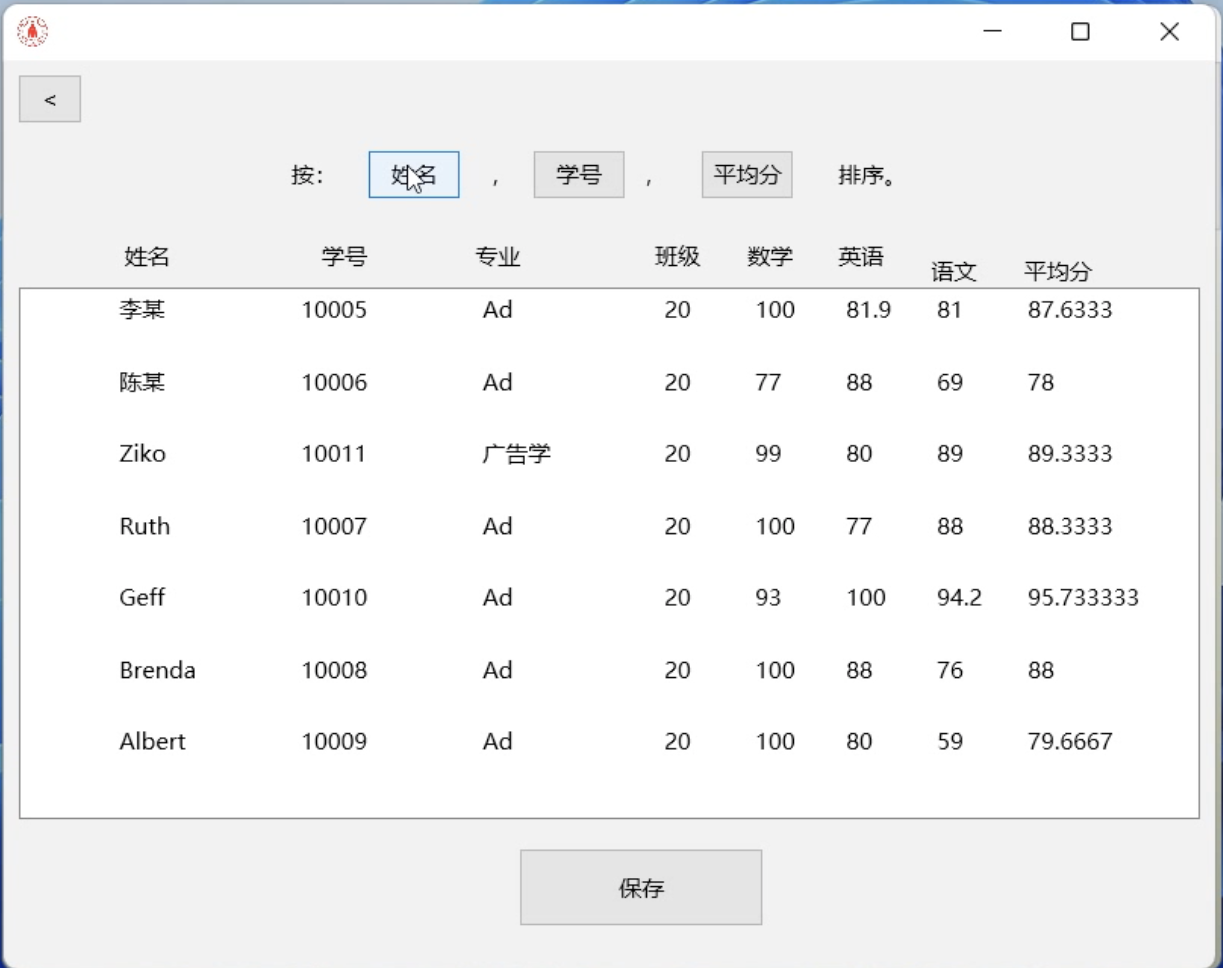 <
按： 姓名 ， 学号 ， 平均分 排序。
姓名 学号 专业 班级 数学 英语 语文 平均分
李某 10005 Ad 20 100 81.9 81 87.6333
陈某 10006 Ad 20 77 88 69 78
Ziko 10011 广告学 20 99 80 89 89.3333
Ruth 10007 Ad 20 100 77 88 88.3333
Geff 10010 Ad 20 93 100 94.2 95.733333
Brenda 10008 Ad 20 100 88 76 88
Albert 10009 Ad 20 100 80 59 79.6667
保存